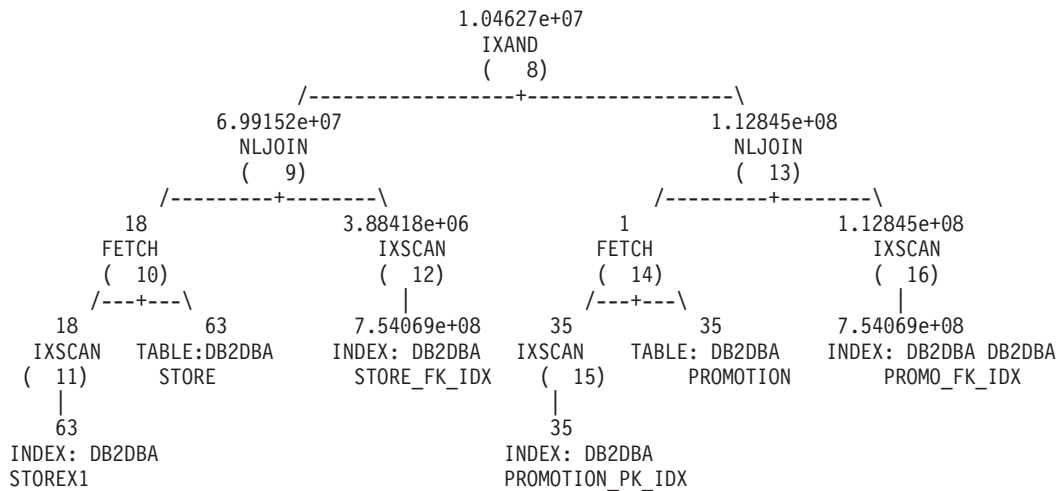 1.04627e+07
IXAND
( 8)
/------------------+------------------\
6.99152e+07 1.12845e+08
NLJOIN NLJOIN
( 9) ( 13)
/---------+--------\ /---------+--------\
18 3.88418e+06 1 1.12845e+08
FETCH IXSCAN FETCH IXSCAN
( 10) ( 12) ( 14) ( 16)
/---+---\ | /---+---\ |
18 63 7.54069e+08 35 35 7.54069e+08
IXSCAN TABLE:DB2DBA INDEX: DB2DBA IXSCAN TABLE: DB2DBA INDEX: DB2DBA DB2DBA
( 11) STORE STORE_FK_IDX ( 15) PROMOTION PROMO_FK_IDX
| |
63 35
INDEX: DB2DBA INDEX: DB2DBA
STOREX1 PROMOTION_PK_IDX